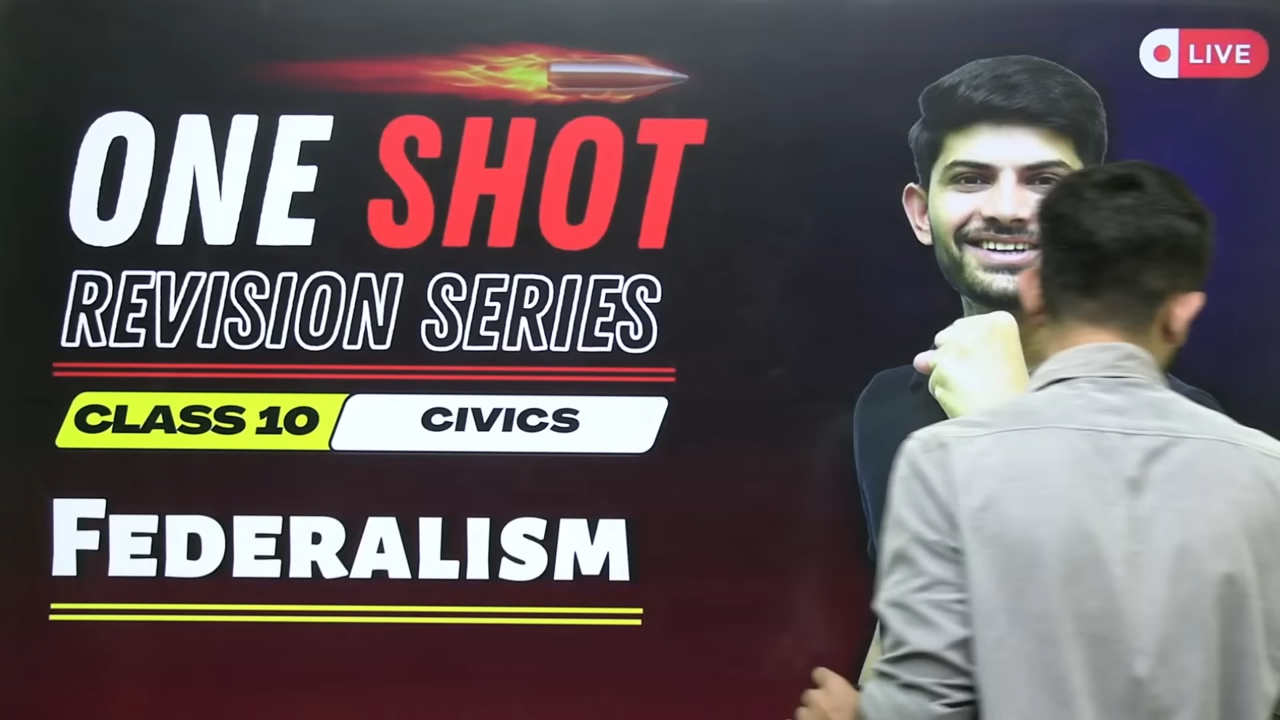 LIVE
ONE SHOT
REVISION SERIES
CLASS 10 CIVICS
FEDERALISM